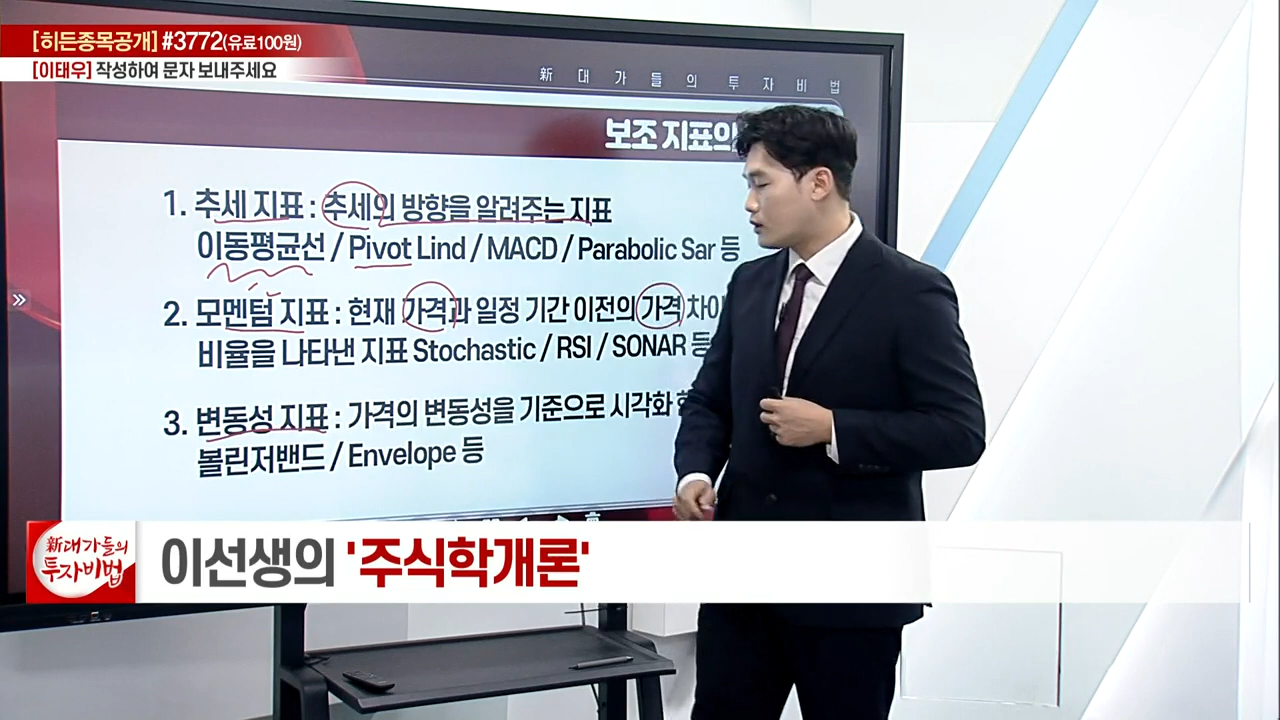 [히든종목공개] #3772(유료100원)
[이태우] 작성하여 문자 보내주세요
新 대 가 들 의 투 자 비 법
보조 지표의
1. 추세 지표 : 추세의 방향을 알려주는 지표
이동평균선 / Pivot Lind / MACD / Parabolic Sar 등
2. 모멘텀 지표 : 현재 가격과 일정 기간 이전의 가격 차이
비율을 나타낸 지표 Stochastic / RSI / SONAR 등
3. 변동성 지표 : 가격의 변동성을 기준으로 시각화
볼린저밴드 / Envelope 등
新대가들의
투자비법
이선생의 '주식학개론'